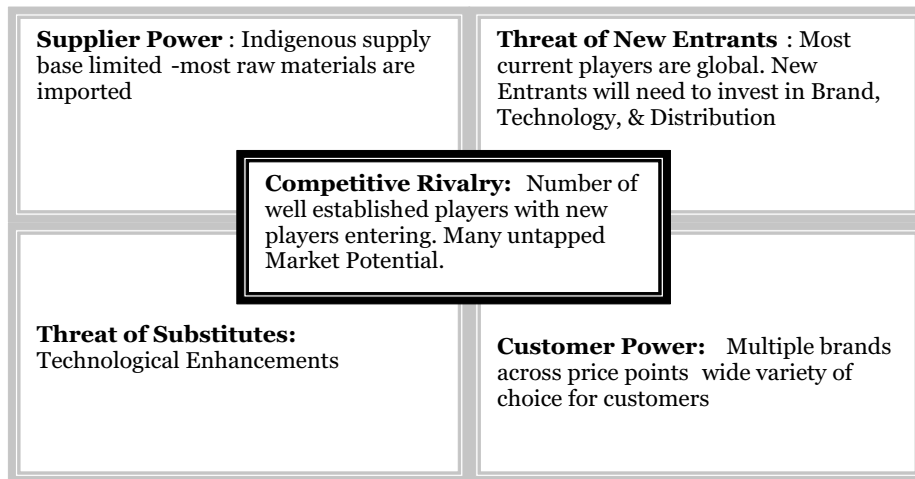 Supplier Power : Indigenous supply
base limited -most raw materials are
imported
Threat of New Entrants : Most
current players are global. New
Entrants will need to invest in Brand,
Technology, & Distribution
Competitive Rivalry: Number of
well established players with new
players entering. Many untapped
Market Potential.
Threat of Substitutes:
Technological Enhancements
Customer Power: Multiple brands
across price points wide variety of
choice for customers